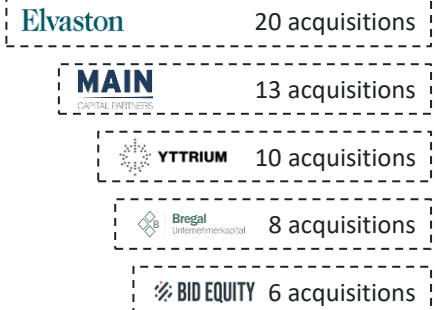 Elvaston 20 acquisitions
MAIN
CAPITAL PARTNERS
13 acquisitions
YTTRIUM 10 acquisitions
B Bregal
Unternehmerkapital
8 acquisitions
BID EQUITY 6 acquisitions